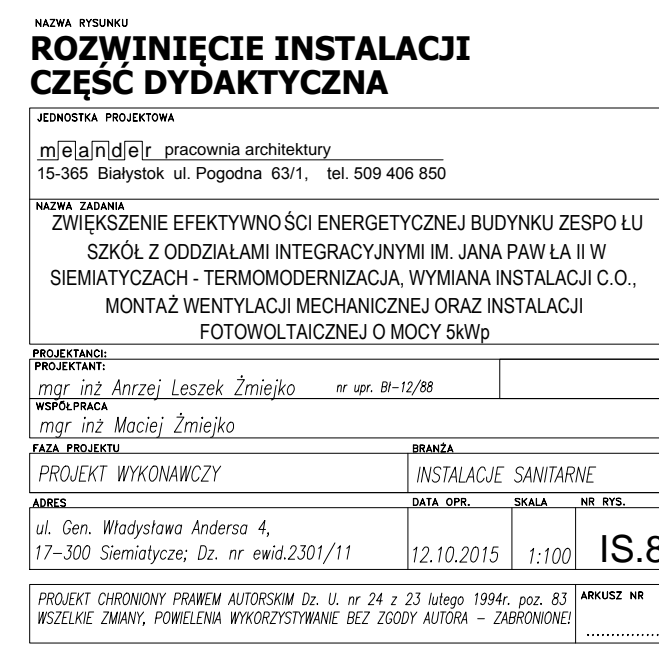 NAZWA RYSUNKU
ROZWINIĘCIE INSTALACJI
CZĘŚĆ DYDAKTYCZNA
JEDNOSTKA PROJEKTOWA
meander pracownia architektury
15-365 Białystok ul. Pogodna 63/1, tel. 509 406 850
NAZWA ZADANIA
ZWIĘKSZENIE EFEKTYWNO ŚCI ENERGETYCZNEJ BUDYNKU ZESPO ŁU
SZKÓŁ Z ODDZIAŁAMI INTEGRACYJNYMI IM. JANA PAW ŁA II W
SIEMIATYCZACH - TERMOMODERNIZACJA, WYMIANA INSTALACJI C.O.,
MONTAŻ WENTYLACJI MECHANICZNEJ ORAZ INSTALACJI
FOTOWOLTAICZNEJ O MOCY 5kWp
PROJEKTANCI:
PROJEKTANT:
mgr inż Anrzej Leszek Żmiejko nr upr. Bł-12/88
WSPÓŁPRACA
mgr inż Maciej Żmiejko
FAZA PROJEKTU BRANŻA
PROJEKT WYKONAWCZY INSTALACJE SANITARNE
ADRES DATA OPR. SKALA NR RYS.
ul. Gen. Władysława Andersa 4,
17-300 Siemiatycze; Dz. nr ewid.2301/11 12.10.2015 1:100 IS.8
PROJEKT CHRONIONY PRAWEM AUTORSKIM Dz. U. nr 24 z 23 lutego 1994r. poz. 83 ARKUSZ NR
WSZELKIE ZMIANY, POWIELENIA WYKORZYSTYWANIE BEZ ZGODY AUTORA - ZABRONIONE!